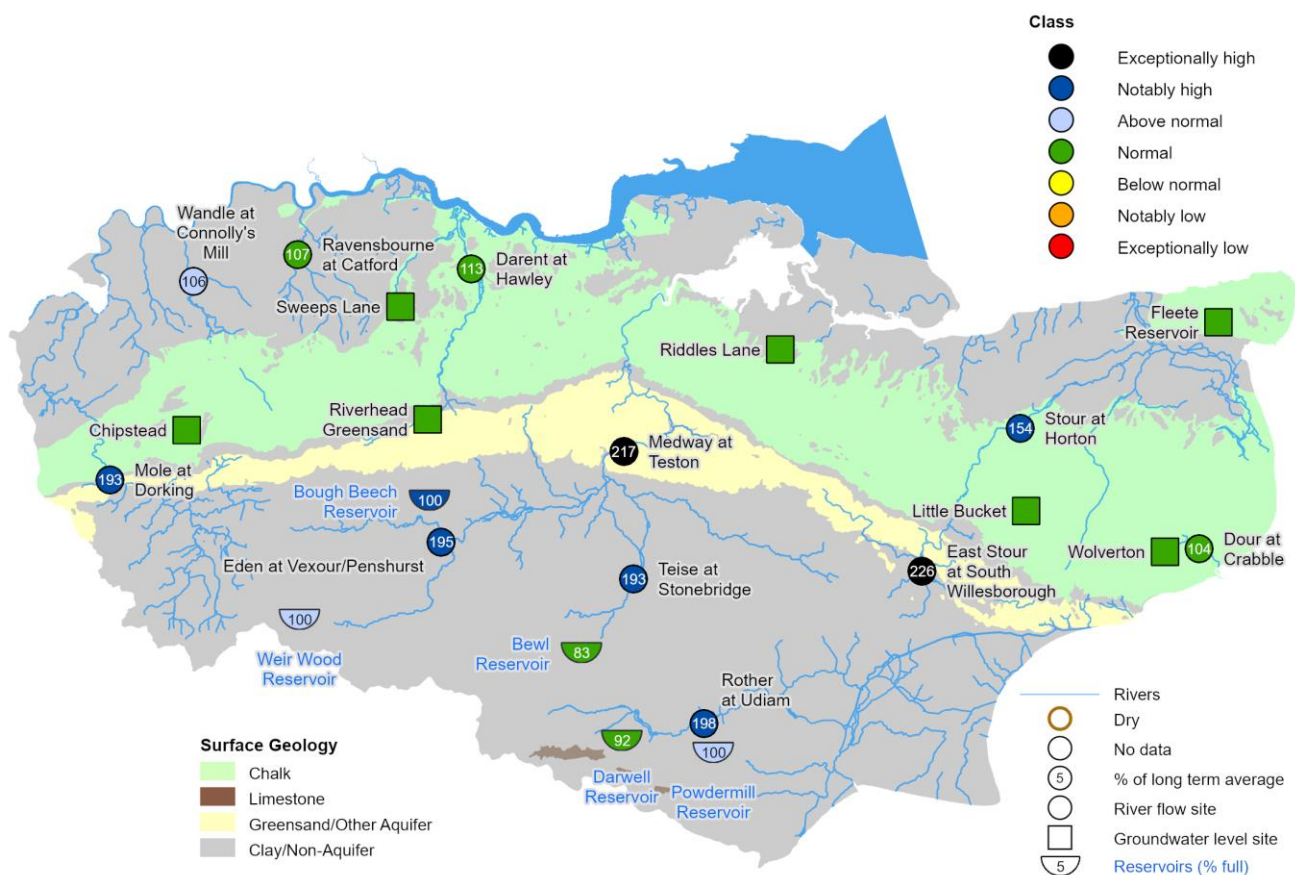 Class
Exceptionally high
Notably high
Above normal
Normal
Below normal
Notably low
Exceptionally low
Wandle at
Connolly's
Mill
106
107
Ravensbourne
at Catford
113
Darent at
Hawley
Sweeps Lane
Riddles Lane
Fleete
Reservoir
Chipstead
Riverhead
Greensand
217
Medway at
Teston
154
Stour at
Horton
193
Mole at
Dorking
Bough Beech
Reservoir
100
195
Eden at Vexour/Penshurst
Little Bucket
Wolverton
104
Dour at
Crabble
193
Teise at
Stonebridge
226
East Stour
at South
Willesborough
100
Weir Wood
Reservoir
Bewl
Reservoir
83
Rother
at Udiam
198
92
100
Darwell
Reservoir
Powdermill
Reservoir
Surface Geology
Chalk
Limestone
Greensand/Other Aquifer
Clay/Non-Aquifer
Rivers
Dry
No data
5
% of long term average
River flow site
Groundwater level site
5
Reservoirs (% full)